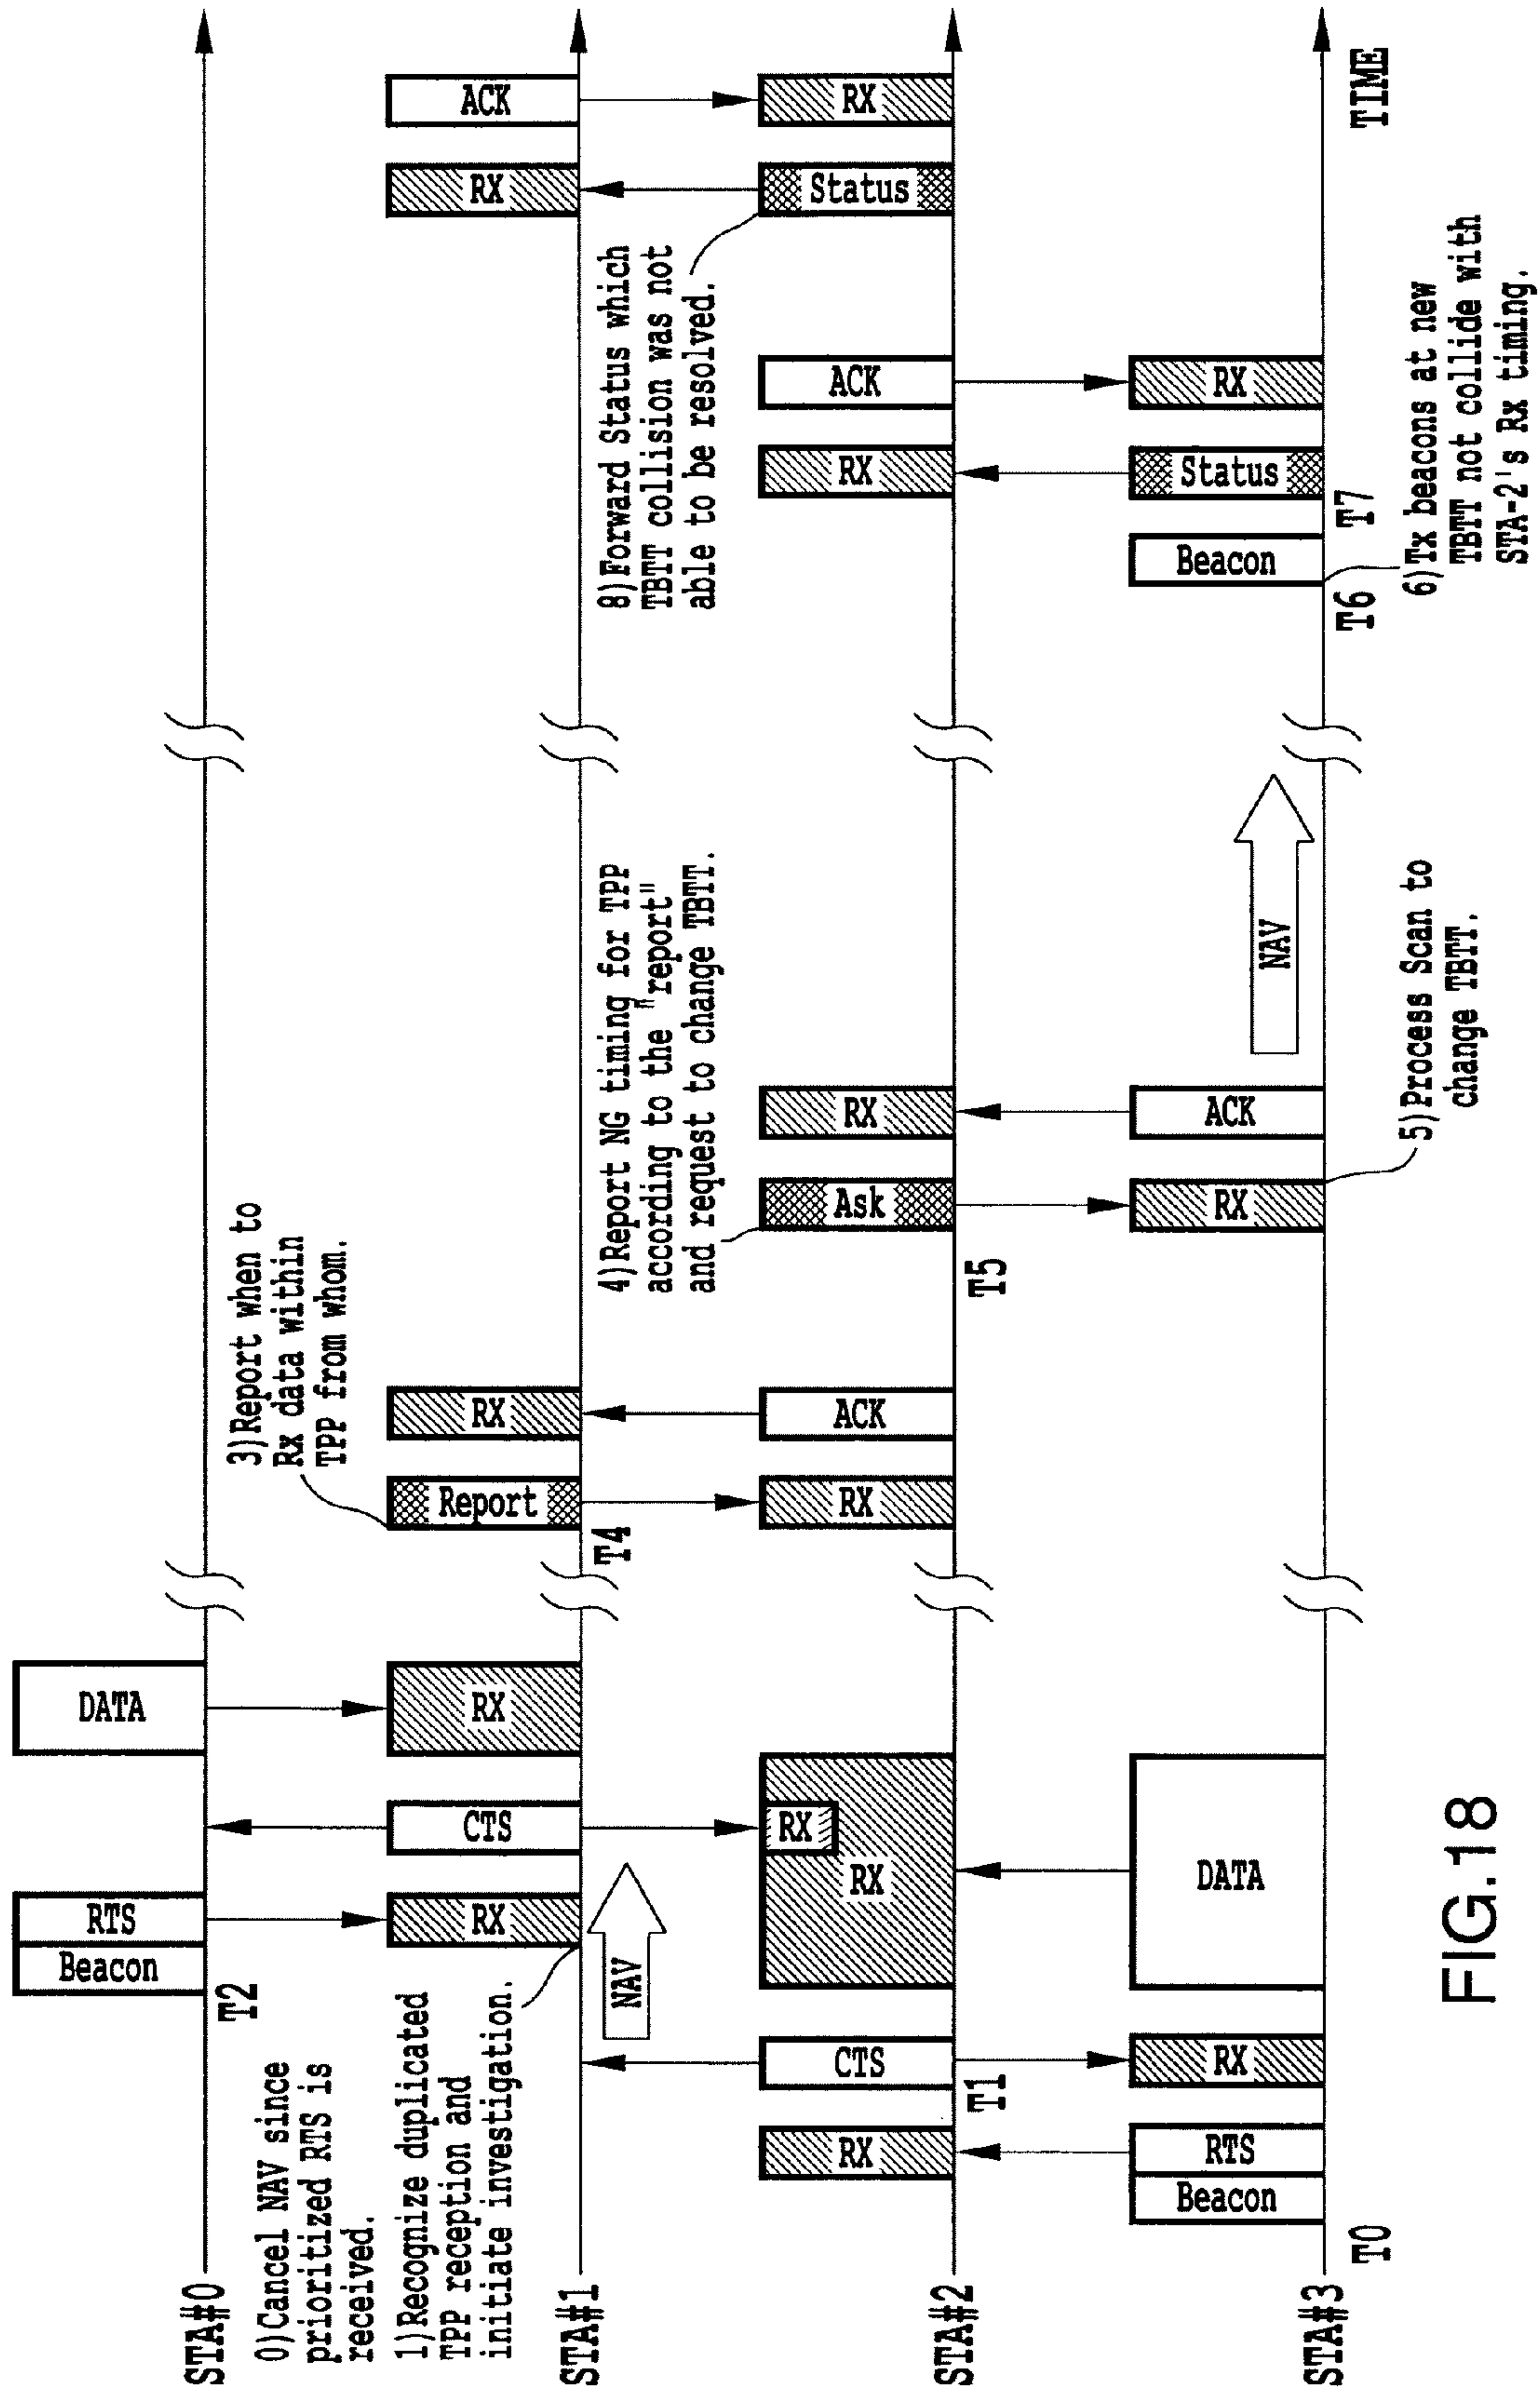 STA#0
0)Cancel NAV since
prioritized RTS is
received.
T2
Beacon
RTS
DATA
3)Report when to
Rx data within
TPP from whom.
STA#1
1)Recognize duplicated
TPP reception and
initiate investigation.
NAV
RX
CTS
RX
T4
Report
RX
4)Report NG timing for TPP
according to the "report"
and request to change TBTT.
8)Forward Status which
TBTT collision was not
able to be resolved.
RX
ACK
STA#2
RX
CTS
T1
RX
RX
RX
ACK
T5
Ask
RX
RX
ACK
Status
RX
STA#3
T0
Beacon
RTS
RX
DATA
RX
ACK
5)Process Scan to
change TBTT.
NAV
T6
Beacon
T7
Status
RX
6)Tx beacons at new
TBTT not collide with
STA-2's Rx timing.
TIME
FIG.18